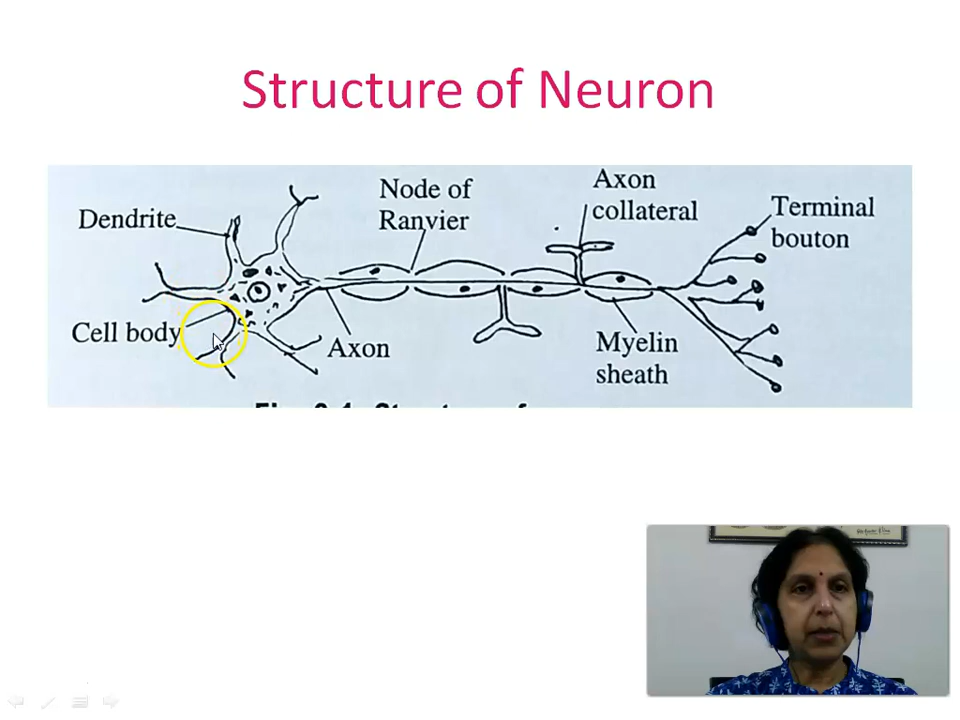 Structure of Neuron
Dendrite
Node of
Ranvier
Axon
collateral
Terminal
bouton
Cell body
Axon
Myelin
sheath